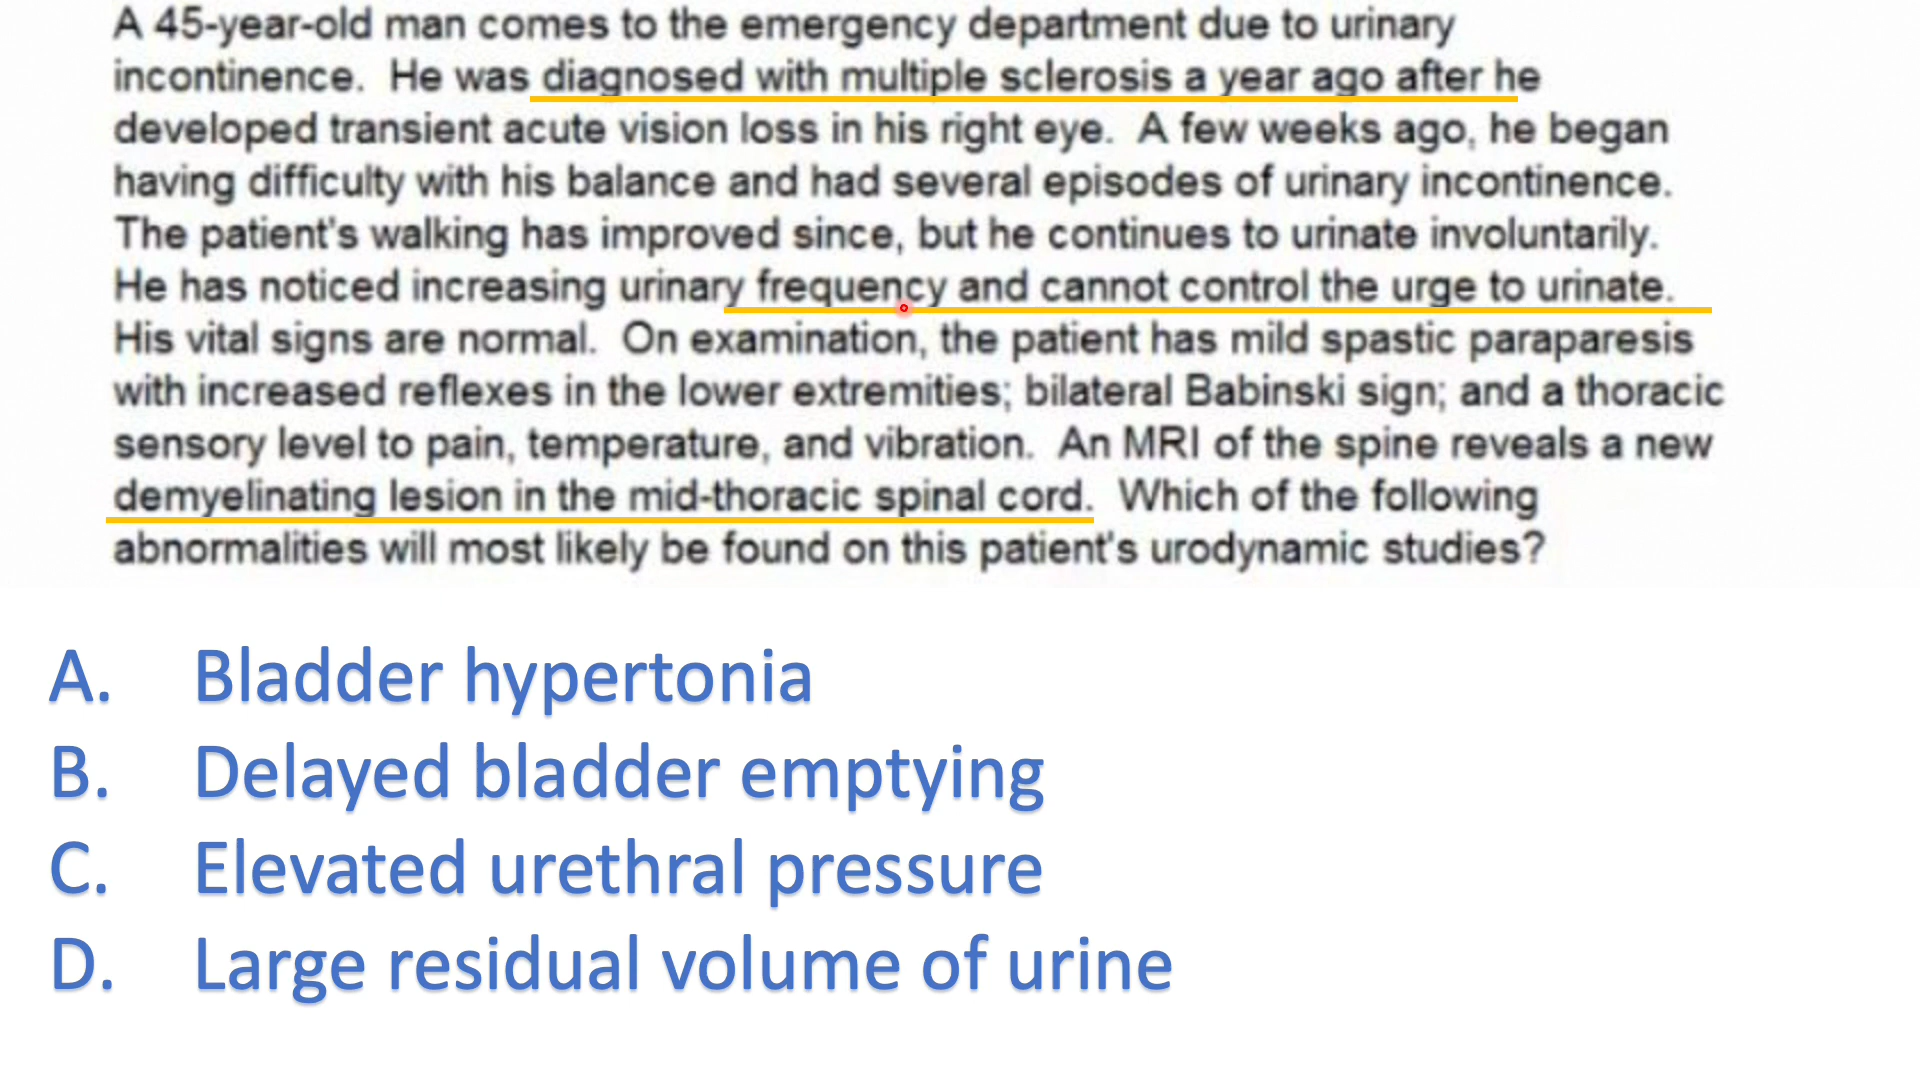 A 45-year-old man comes to the emergency department due to urinary
incontinence. He was diagnosed with multiple sclerosis a year ago after he
developed transient acute vision loss in his right eye. A few weeks ago, he began
having difficulty with his balance and had several episodes of urinary incontinence.
The patient's walking has improved since, but he continues to urinate involuntarily.
He has noticed increasing urinary frequency and cannot control the urge to urinate.
His vital signs are normal. On examination, the patient has mild spastic paraparesis
with increased reflexes in the lower extremities; bilateral Babinski sign; and a thoracic
sensory level to pain, temperature, and vibration. An MRI of the spine reveals a new
demyelinating lesion in the mid-thoracic spinal cord. Which of the following
abnormalities will most likely be found on this patient's urodynamic studies?
A. Bladder hypertonia
B. Delayed bladder emptying
C. Elevated urethral pressure
D. Large residual volume of urine